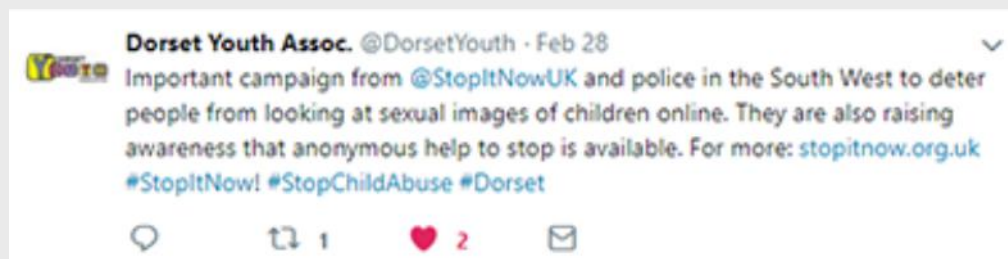 Dorset Youth Assoc. @DorsetYouth · Feb 28
Important campaign from @StopItNowUK and police in the South West to deter
people from looking at sexual images of children online. They are also raising
awareness that anonymous help to stop is available. For more: stopitnow.org.uk
#StopItNow! #StopChildAbuse #Dorset
1 2